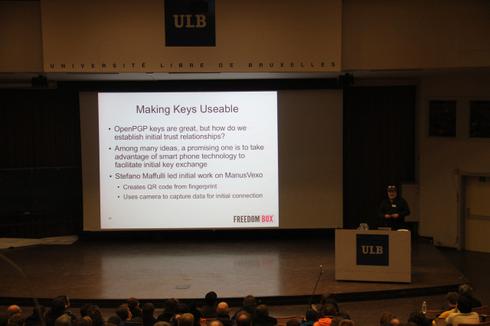 ULB
UNIVERSITÉ LIBRE DE BRUXELLES
Making Keys Useable
• OpenPGP keys are great, but how do we
establish initial trust relationships?
• Among many ideas, a promising one is to take
advantage of smart phone technology to
facilitate initial key exchange
• Stefano Maffulli led initial work on ManusVexo
• Creates QR code from fingerprint
• Uses camera to capture data for initial connection
FREEDOM BOX
ULB